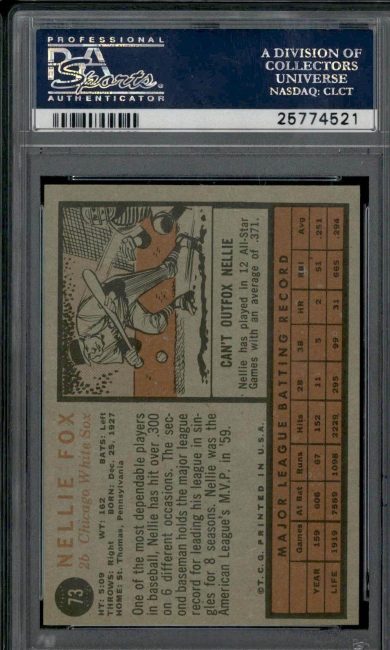 PROFESSIONAL
PSA
Sports
AUTHENTICATOR
A DIVISION OF
COLLECTORS
UNIVERSE
NASDAQ: CLCT
25774521
73
NELLIE FOX
2b Chicago White Sox
HT: 5:09 WT: 162 BATS: Left
THROWS: Right BORN: Dec. 25, 1927
HOME: St. Thomas, Pennsylvania
One of the most dependable players
in baseball, Nellie has hit over .300
on 6 different occasions. The sec-
ond baseman holds the major league
record for leading his league in sin-
gles for 8 seasons. Nellie was the
American League's M.V.P. in '59.
CAN'T OUTFOX NELLIE
Nellie has played in 12 All-Star
Games with an average of .371.
©T.C.G. PRINTED IN U.S.A.
MAJOR LEAGUE BATTING RECORD
Games At Bat Runs Hits 2B 3B HR RBI Avg.
YEAR 159 606 67 152 11 5 2 51 .251
LIFE 1919 7589 1098 2229 295 99 31 665 .294